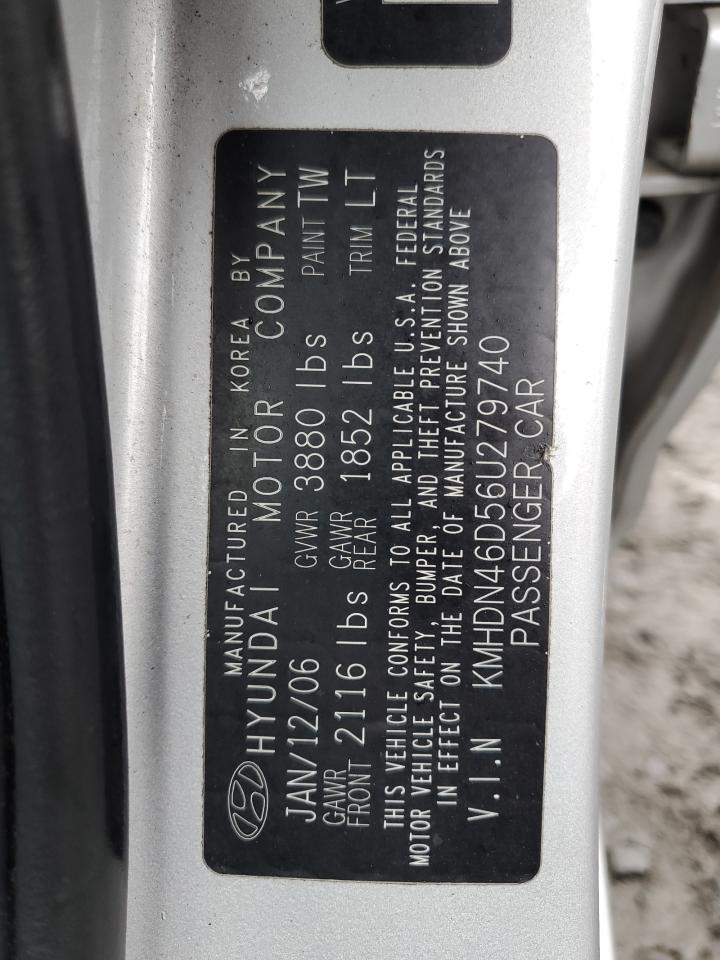 MANUFACTURED IN KOREA BY
HYUNDAI MOTOR COMPANY
JAN/12/06 GVWR 3880 lbs PAINT TW
GAWR FRONT 2116 lbs GAWR REAR 1852 lbs TRIM LT
THIS VEHICLE CONFORMS TO ALL APPLICABLE U.S.A. FEDERAL
MOTOR VEHICLE SAFETY, BUMPER, AND THEFT PREVENTION STANDARDS
IN EFFECT ON THE DATE OF MANUFACTURE SHOWN ABOVE
V.I.N KMHDN46D56U279740
PASSENGER CAR